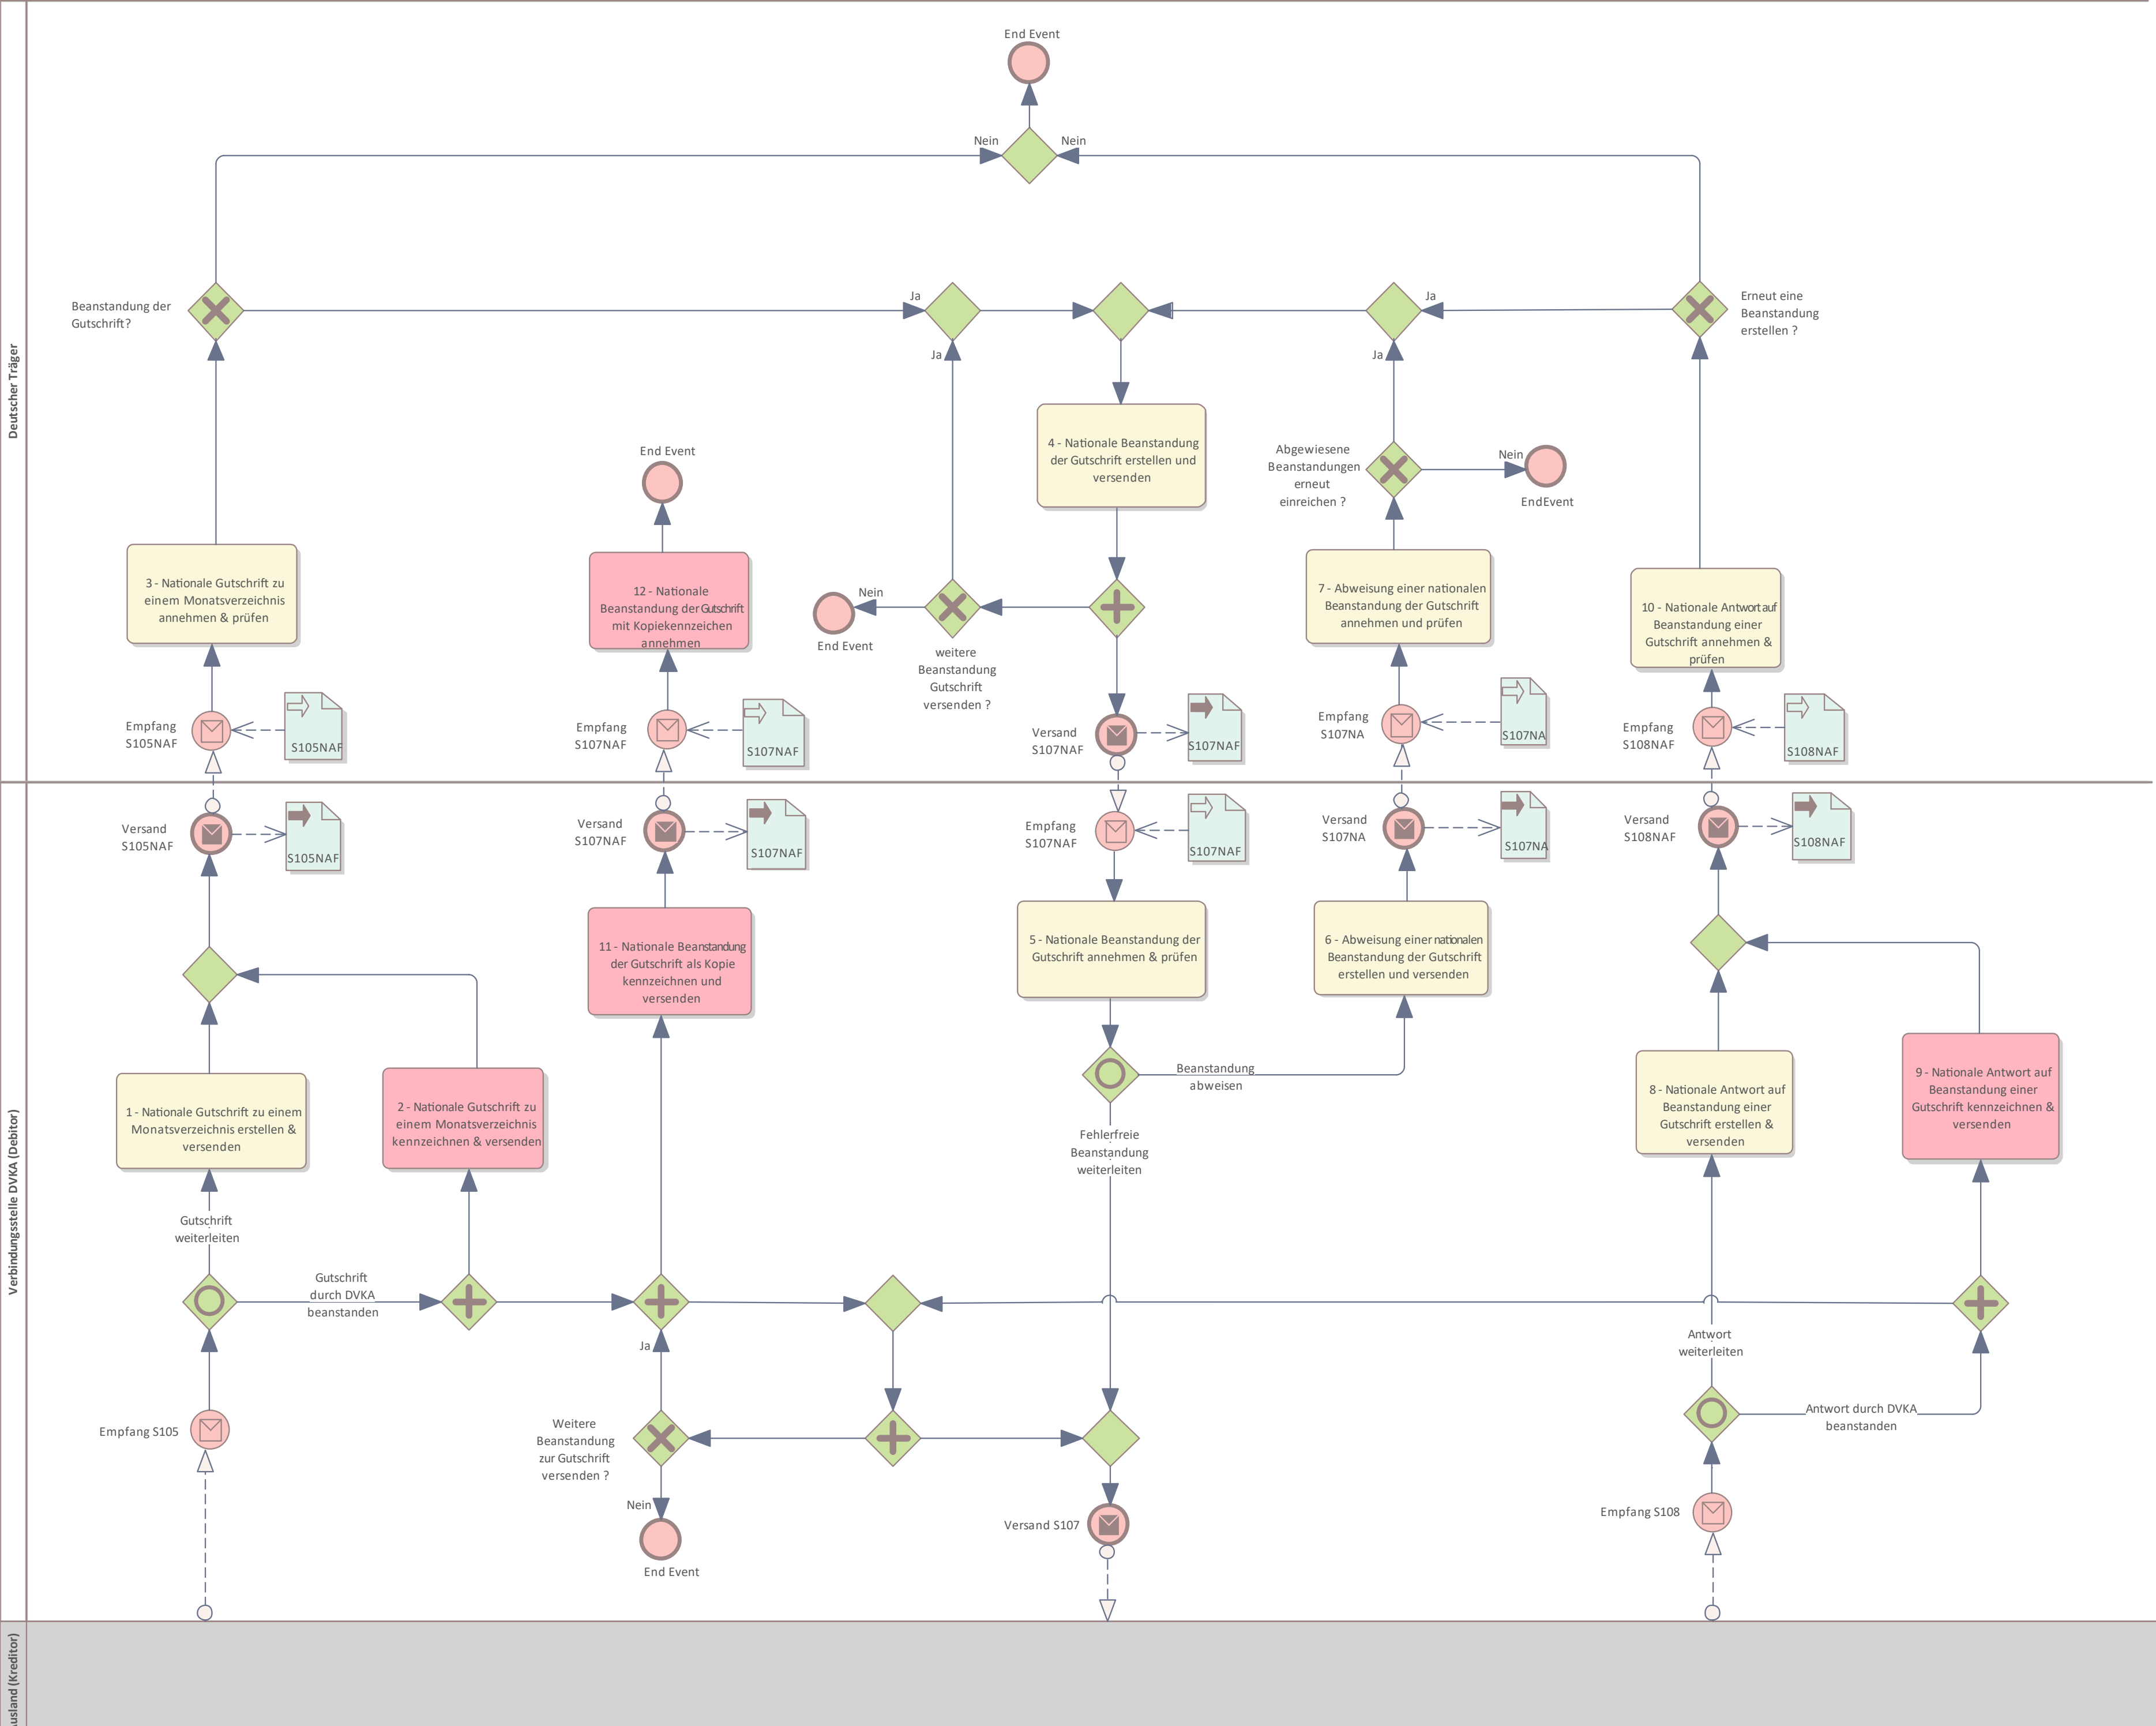 End Event
Nein
Nein
Beanstandung der
Gutschrift?
Ja
Ja
Erneut eine
Beanstandung
erstellen ?
Ja
Ja
Deutscher Träger
4 - Nationale Beanstandung
der Gutschrift erstellen und
versenden
End Event
Abgewiesene
Beanstandungen
erneut
einreichen ?
Nein
EndEvent
3 - Nationale Gutschrift zu
einem Monatsverzeichnis
annehmen & prüfen
12 - Nationale
Beanstandung der Gutschrift
mit Kopiekennzeichen
annehmen
Nein
End Event
weitere
Beanstandung
Gutschrift
versenden ?
7 - Abweisung einer nationalen
Beanstandung der Gutschrift
annehmen und prüfen
10 - Nationale Antwort auf
Beanstandung einer
Gutschrift annehmen &
prüfen
Empfang
S105NAF
S105NAF
Empfang
S107NAF
S107NAF
Versand
S107NAF
S107NAF
Empfang
S107NA
S107NA
Empfang
S108NAF
S108NAF
Versand
S105NAF
S105NAF
Versand
S107NAF
S107NAF
Empfang
S107NAF
S107NAF
Versand
S107NA
S107NA
Versand
S108NAF
S108NAF
Verbindungsstelle DVKA (Debitor)
11 - Nationale Beanstandung
der Gutschrift als Kopie
kennzeichnen und
versenden
5 - Nationale Beanstandung der
Gutschrift annehmen & prüfen
6 - Abweisung einer nationalen
Beanstandung der Gutschrift
erstellen und versenden
1 - Nationale Gutschrift zu einem
Monatsverzeichnis erstellen &
versenden
2 - Nationale Gutschrift zu
einem Monatsverzeichnis
kennzeichnen & versenden
Beanstandung
abweisen
8 - Nationale Antwort auf
Beanstandung einer
Gutschrift erstellen &
versenden
9 - Nationale Antwort auf
Beanstandung einer
Gutschrift kennzeichnen &
versenden
Fehlerfreie
Beanstandung
weiterleiten
Gutschrift
weiterleiten
Gutschrift
durch DVKA
beanstanden
Ja
Antwort
weiterleiten
Antwort durch DVKA
beanstanden
Empfang S105
Weitere
Beanstandung
zur Gutschrift
versenden ?
Nein
End Event
Versand S107
Empfang S108
Ausland (Kreditor)